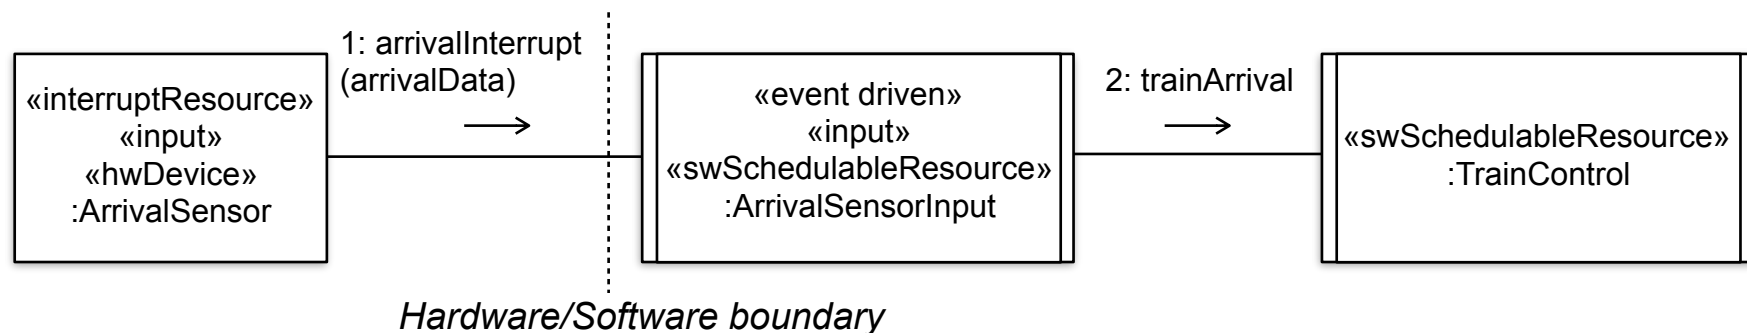 «interruptResource»
«input»
«hwDevice»
:ArrivalSensor
1: arrivalInterrupt
(arrivalData)
«event driven»
«input»
«swSchedulableResource»
:ArrivalSensorInput
2: trainArrival
«swSchedulableResource»
:TrainControl
Hardware/Software boundary